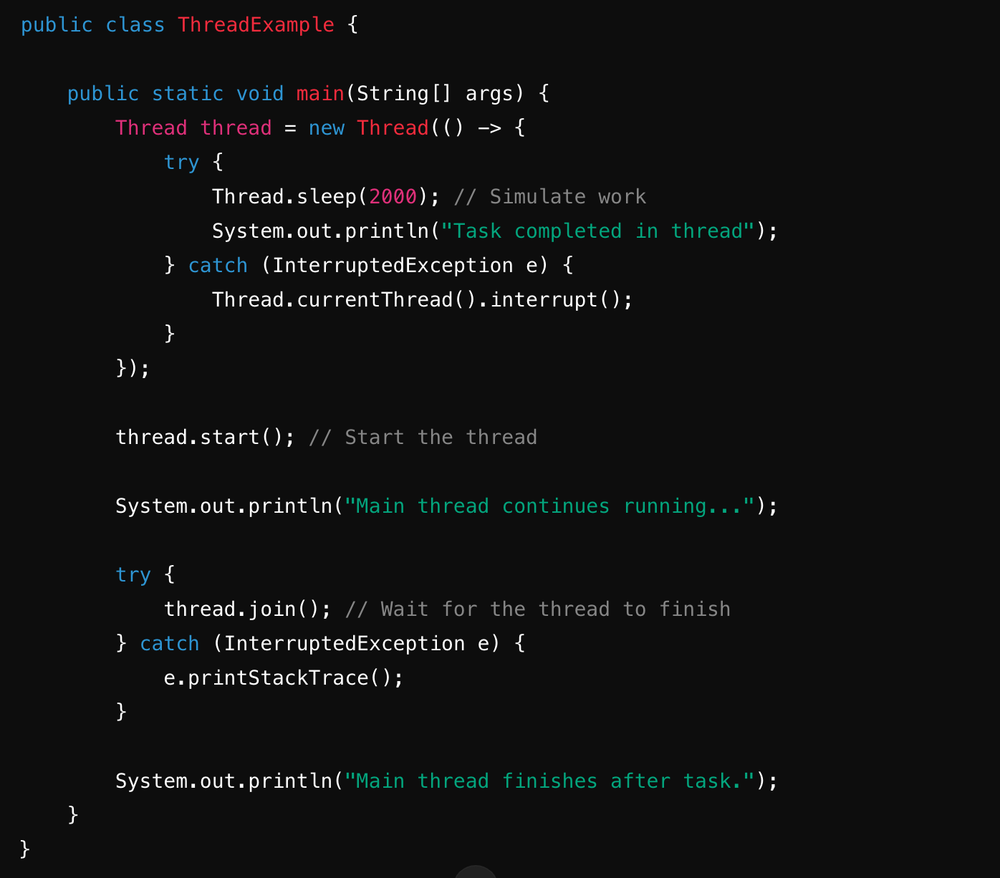 public class ThreadExample {
    public static void main(String[] args) {
        Thread thread = new Thread(() -> {
            try {
                Thread.sleep(2000); // Simulate work
                System.out.println("Task completed in thread");
            } catch (InterruptedException e) {
                Thread.currentThread().interrupt();
            }
        });
        thread.start(); // Start the thread
        System.out.println("Main thread continues running...");
        try {
            thread.join(); // Wait for the thread to finish
        } catch (InterruptedException e) {
            e.printStackTrace();
        }
        System.out.println("Main thread finishes after task.");
    }
}